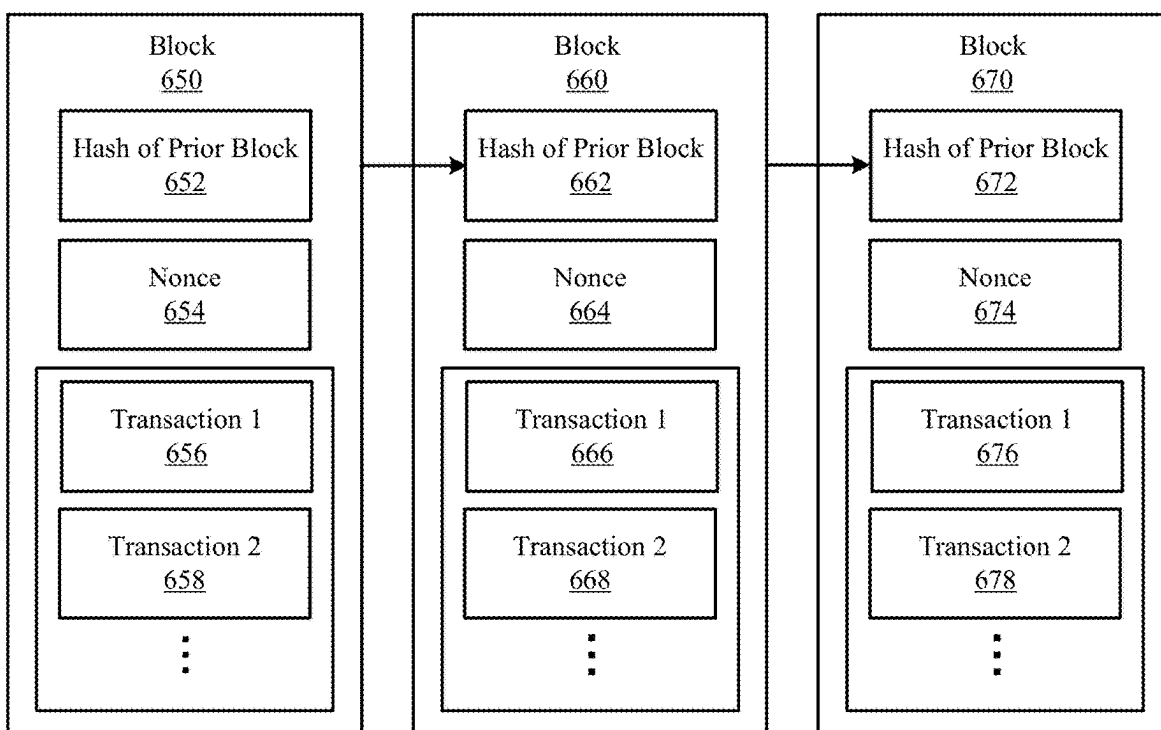 Block
650
Hash of Prior Block
652
Nonce
654
Transaction 1
656
Transaction 2
658
Block
660
Hash of Prior Block
662
Nonce
664
Transaction 1
666
Transaction 2
668
Block
670
Hash of Prior Block
672
Nonce
674
Transaction 1
676
Transaction 2
678